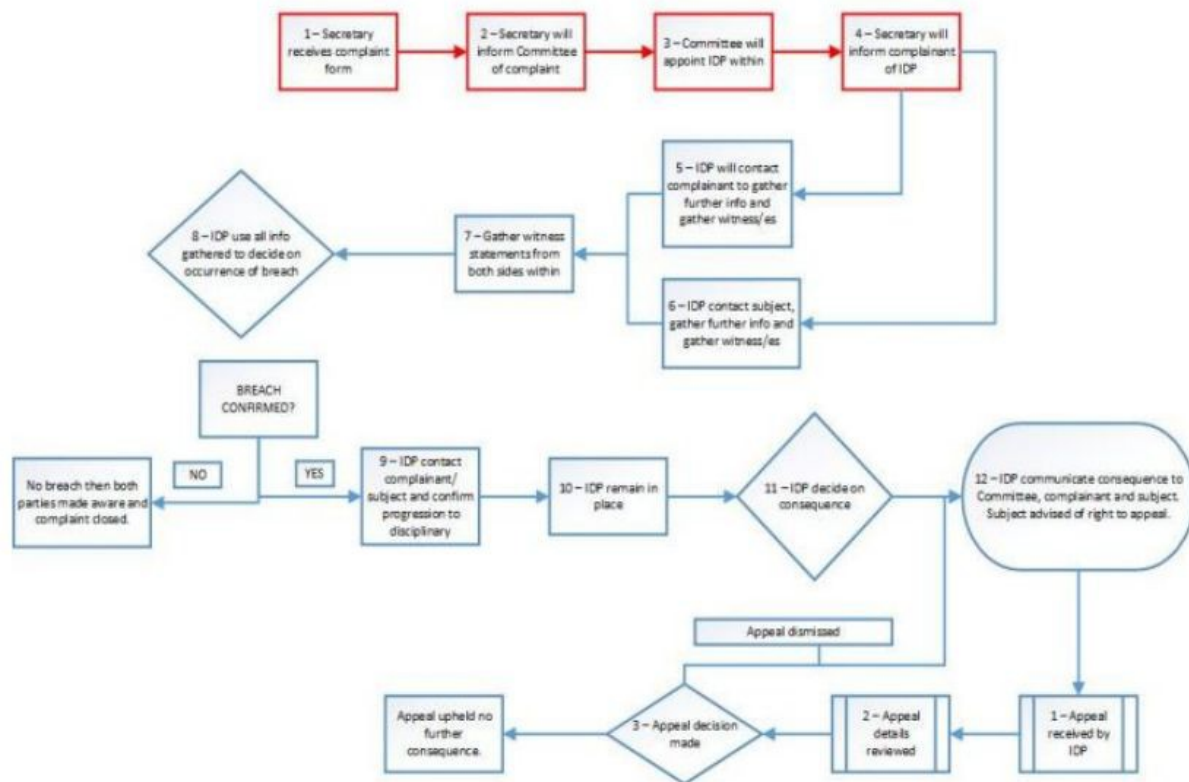 1 – Secretary
receives complaint
form
2 – Secretary will
inform Committee
of complaint
3 – Committee will
appoint IDP within
4 – Secretary will
inform complainant
of IDP
5 – IDP will contact
complainant to gather
further info and
gather witness/es
6 – IDP contact subject,
gather further info and
gather witness/es
7 – Gather witness
statements from
both sides within
8 – IDP use all info
gathered to decide on
occurrence of breach
BREACH
CONFIRMED?
NO
YES
No breach then both
parties made aware and
complaint closed.
9 – IDP contact
complainant/
subject and confirm
progression to
disciplinary
10 – IDP remain in
place
11 – IDP decide on
consequence
12 – IDP communicate consequence to
Committee, complainant and subject.
Subject advised of right to appeal.
Appeal dismissed
Appeal upheld no
further
consequence.
3 – Appeal decision
made
2 – Appeal
details
reviewed
1 – Appeal
received by
IDP